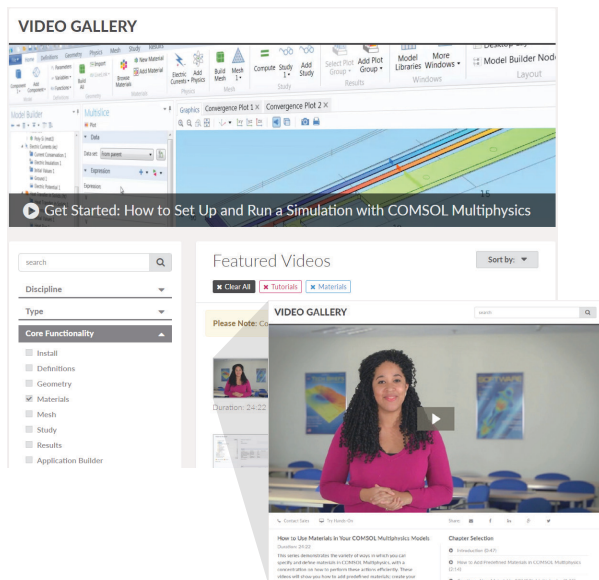 VIDEO GALLERY
Home Definitions Geometry Physics Mesh Study Results
Parameters Import New Material
Variables Add Material
Functions
Component Component Build All Browse Materials Electric Currents Add Physics Build Mesh Mesh 1 Compute Study 1 Add Study Select Plot Group Add Plot Group Model Libraries More Windows Model Builder Node
Materials Physics Mesh Study Results Windows Layout
Model Builder Multislice Graphics Convergence Plot 1 Convergence Plot 2
Plot
Data
Electric Currents (ec) Data set: From parent
Current Conservation 1
Electric Insulation 1 Expression
Initial Values 1
Ground 1 Expression:
Electric Potential 1
Get Started: How to Set Up and Run a Simulation with COMSOL Multiphysics
search
Featured Videos
Sort by:
Clear All Tutorials Materials
Discipline
Type
Core Functionality
Install
Definitions
Geometry
Materials
Mesh
Study
Results
Application Builder
Please Note: Co
Duration: 24:22
VIDEO GALLERY
search
SOFTWARE
Contact Sales Try Hands-On Share
How to Use Materials in Your COMSOL Multiphysics Models
Duration:
This series demonstrates the variety of ways in which you can
specify and define materials in COMSOL Multiphysics, with a
concentration on how to perform these actions efficiently. These
videos will show you how to add predefined materials, create your
Chapter Selection
Introduction (0:47)
How to Add Predefined Materials in COMSOL Multiphysics